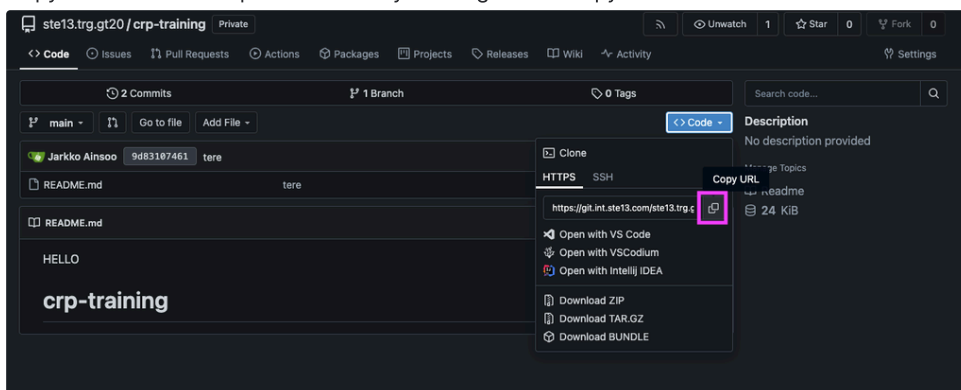 ste13.trg.gt20 / crp-training Private
Unwatch 1 Star 0 Fork 0
Code Issues Pull Requests Actions Packages Projects Releases Wiki Activity Settings
2 Commits 1 Branch 0 Tags
Search code...
main Go to file Add File
Code
Description
No description provided
Jarkko Ainsoo 9d83107461 tere
README.md tere
Clone
HTTPS SSH
Copy URL
https://git.int.ste13.com/ste13.trg.g
Topics
Readme
24 KiB
README.md
HELLO
crp-training
Open with VS Code
Open with VSCodium
Open with Intellij IDEA
Download ZIP
Download TAR.GZ
Download BUNDLE